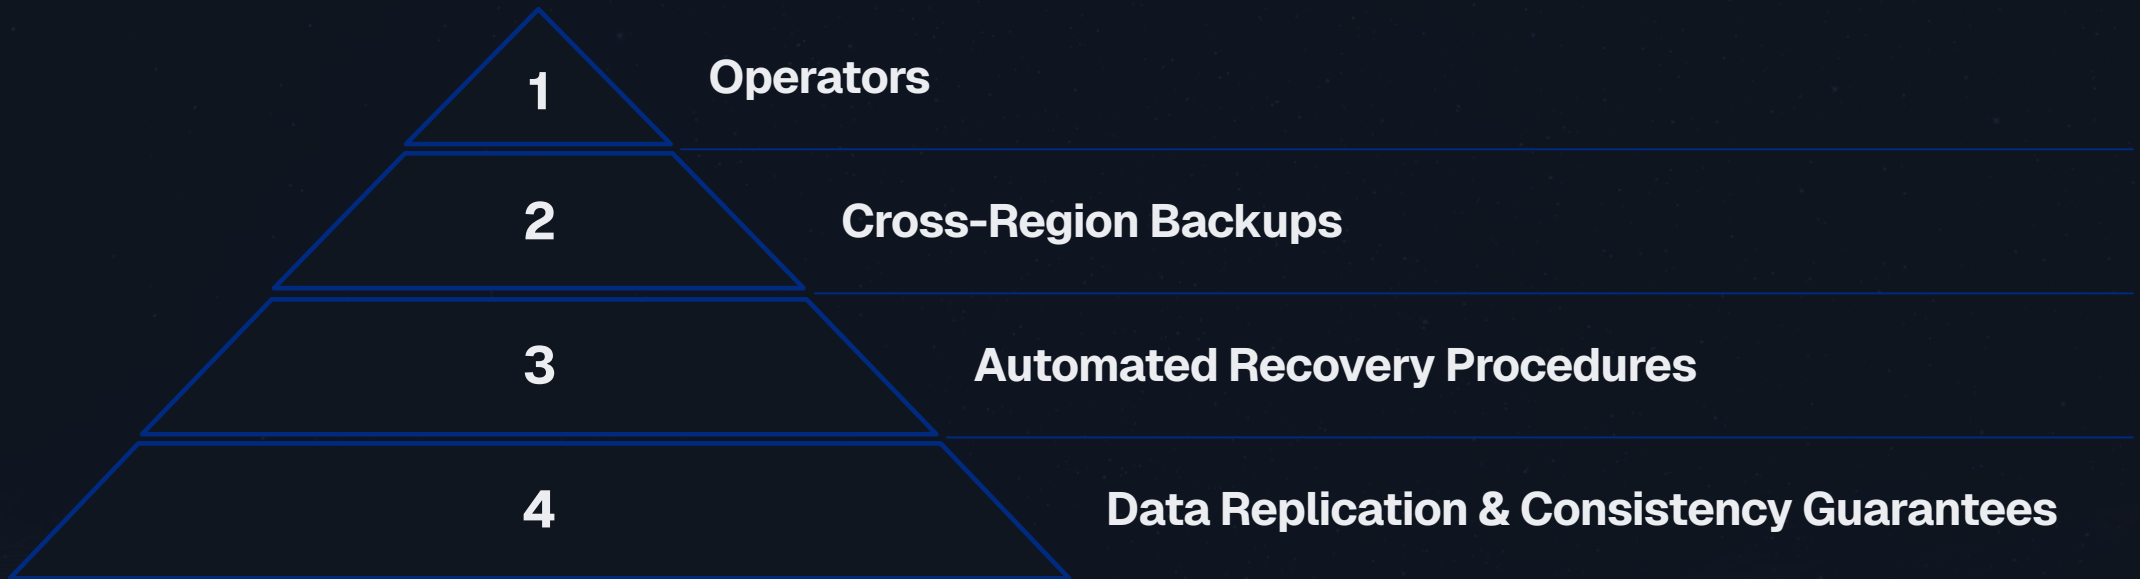 1
Operators
2
Cross-Region Backups
3
Automated Recovery Procedures
4
Data Replication & Consistency Guarantees